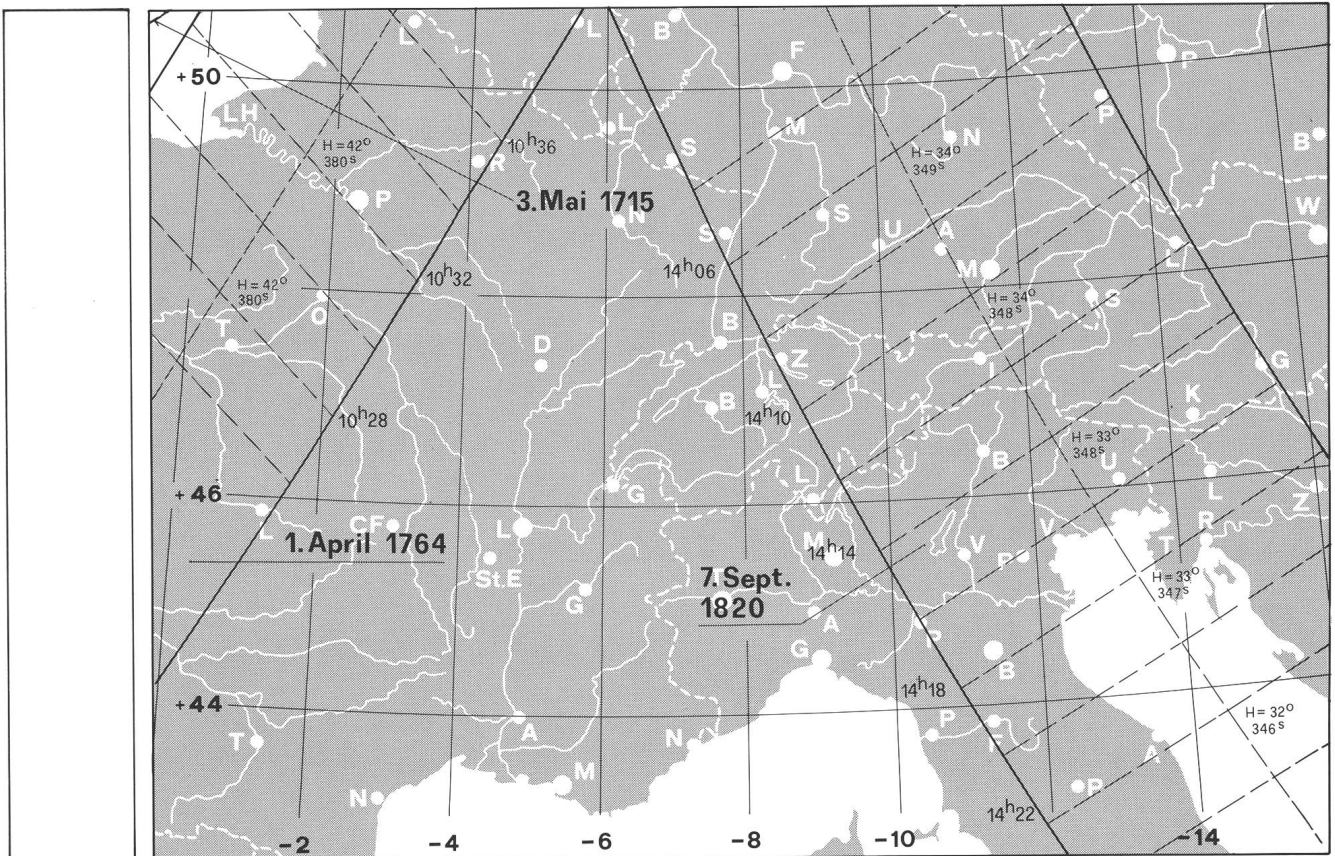 L
L
B
F
P
+50
LH
H=42°
380ˢ
10ʰ36
L
S
M
H=34°
349ˢ
N
P
B
R
P
3.Mai 1715
N
S
S
U
A
W
M
L
14ʰ06
10ʰ32
H=42°
380ˢ
O
H=34°
348ˢ
S
T
D
B
Z
I
G
L
B
14ʰ10
K
10ʰ28
H=33°
348ˢ
U
B
+46
G
L
L
Z
L
CF
L
1.April 1764
M
14ʰ14
V
P
V
T
R
St.E
G
T
7.Sept.
1820
H=33°
347ˢ
A
P
G
B
14ʰ18
+44
T
A
N
P
F
H=32°
346ˢ
A
M
N
P
14ʰ22
-2
-4
-6
-8
-10
-14